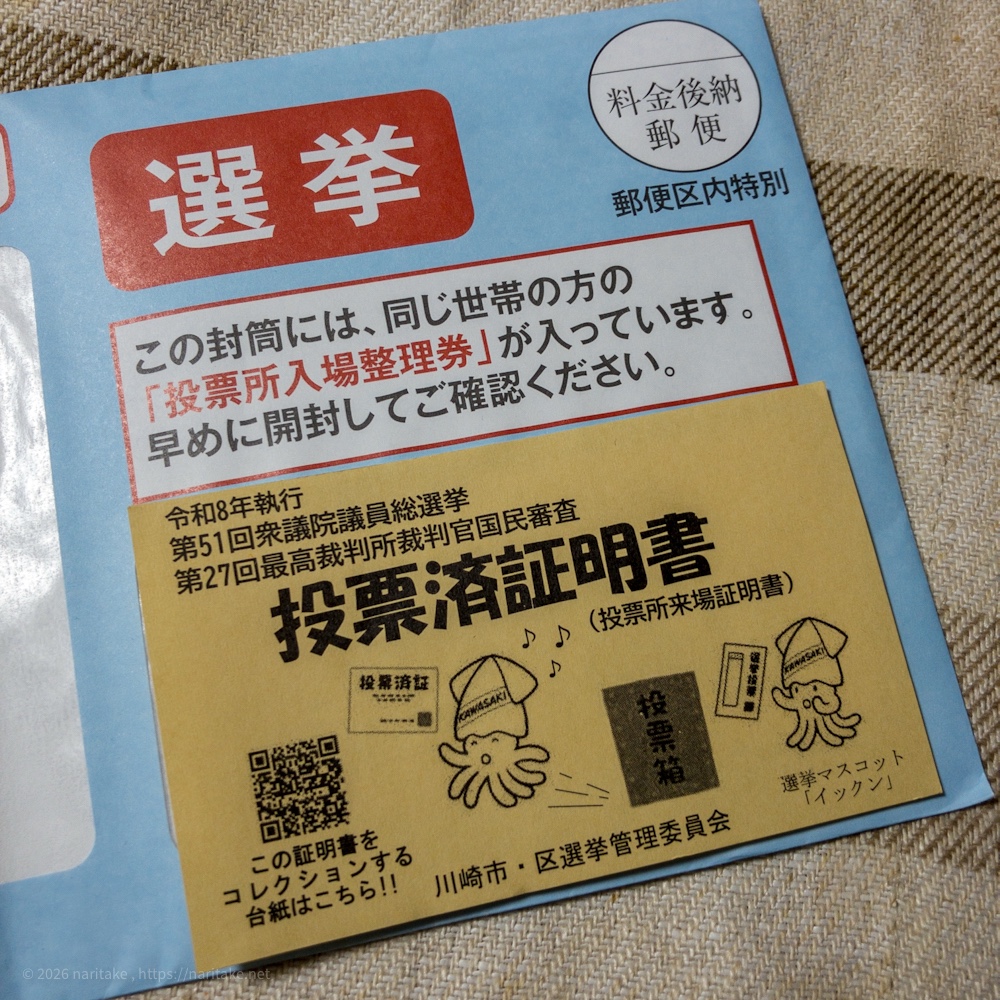 料金後納
郵便
郵便区内特別
選挙
この封筒には、同じ世帯の方の
「投票所入場整理券」が入っています。
早めに開封してご確認ください。
令和8年執行
第51回衆議院議員総選挙
第27回最高裁判所裁判官国民審査
投票済証明書
(投票所来場証明書)
投票済証
KAWASAKI
投票箱
選挙投票
KAWASAKI
選挙マスコット
「イックン」
この証明書を
コレクションする
台紙はこちら!!
川崎市・区選挙管理委員会
© 2026 naritake , https://naritake.net